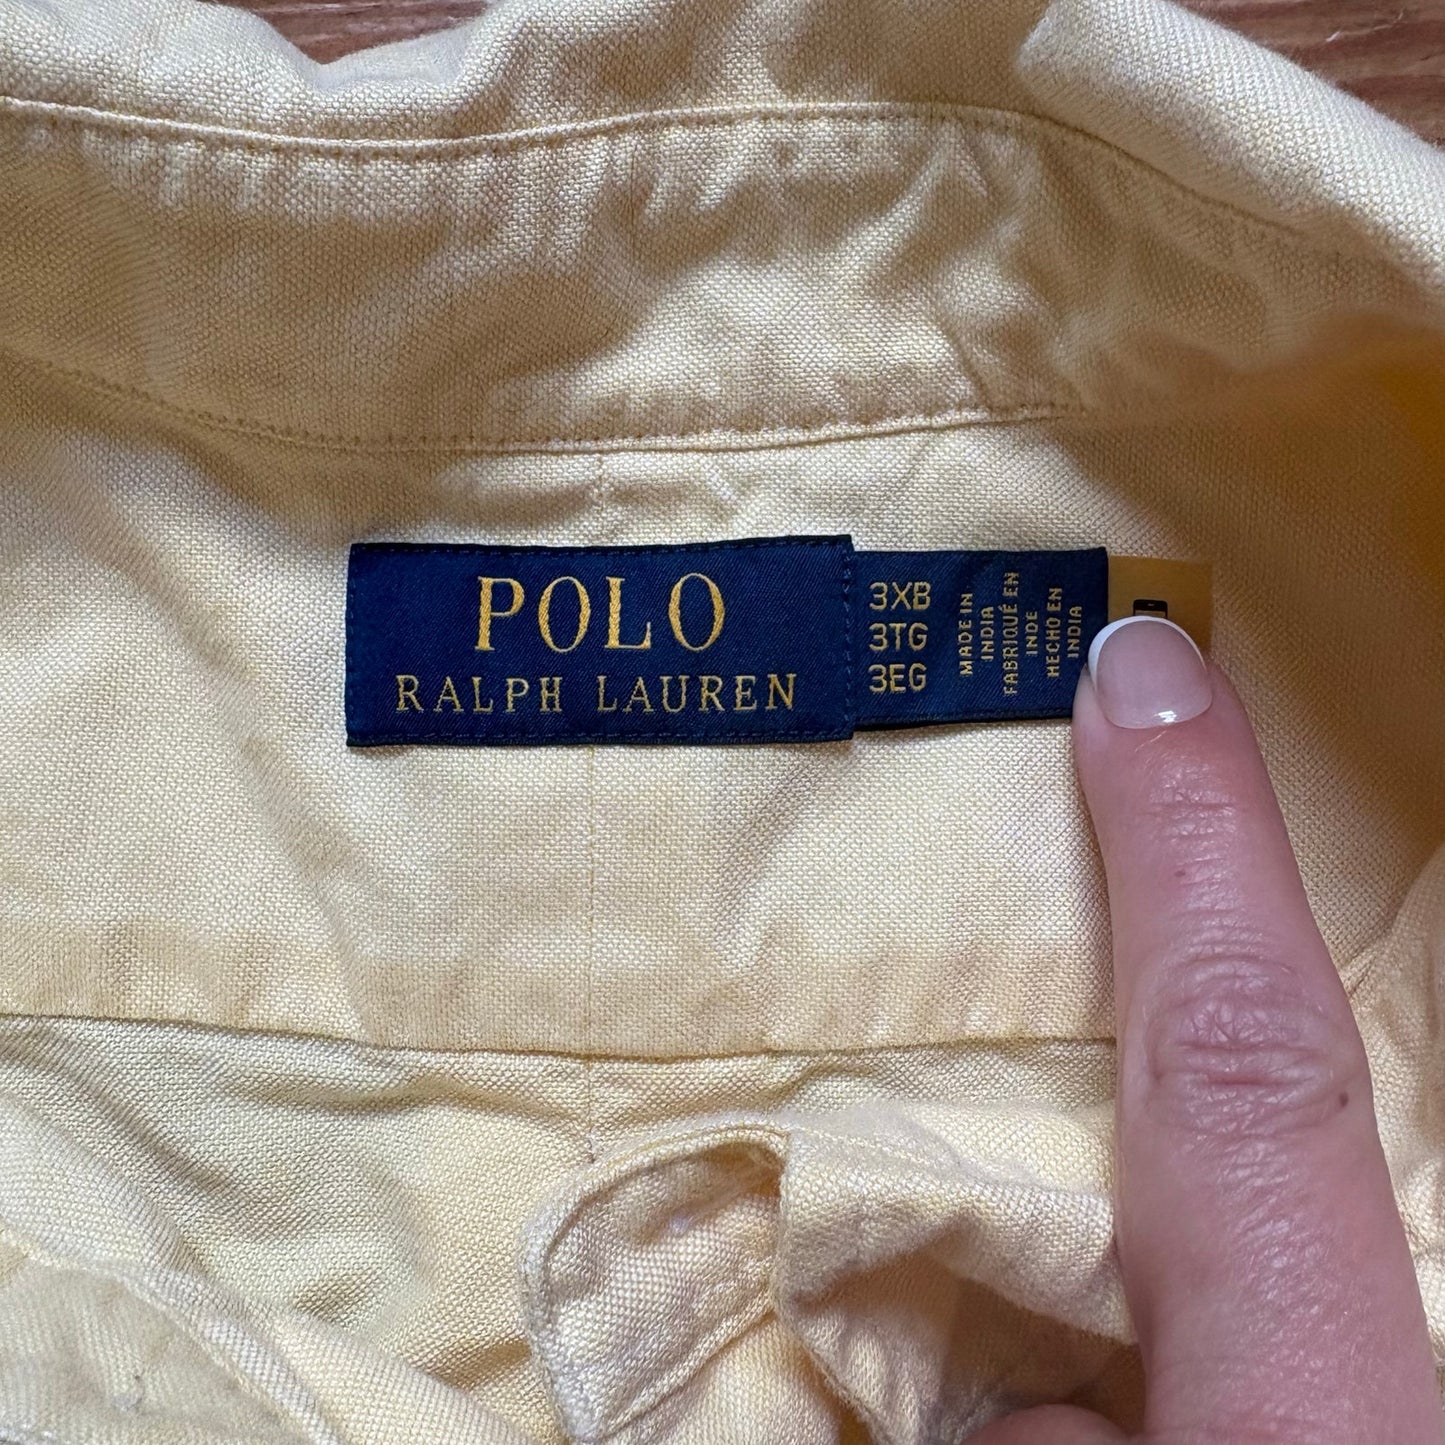 POLO
RALPH LAUREN
3XB
3TG
3EG
MADE IN
INDIA
FABRIQUÉ EN
INDE
HECHO EN
INDIA